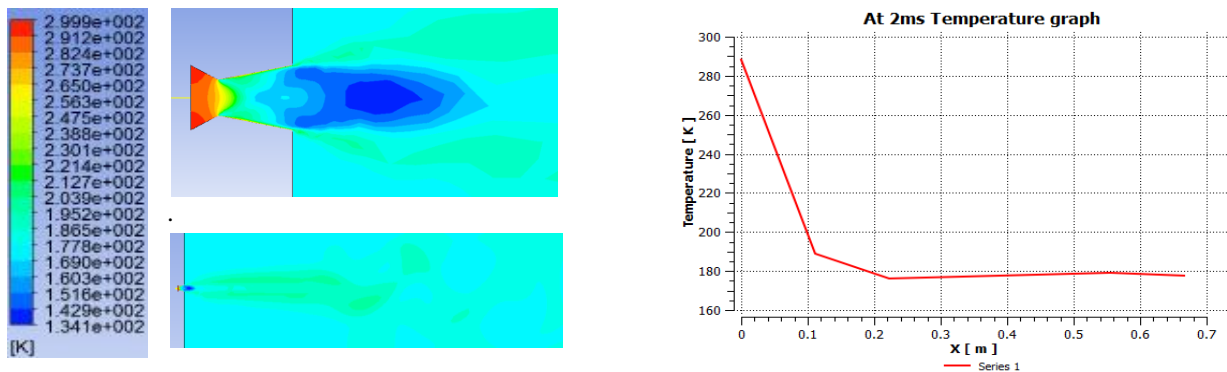 2.999e+002
2.912e+002
2.824e+002
2.737e+002
2.650e+002
2.563e+002
2.475e+002
2.388e+002
2.301e+002
2.214e+002
2.127e+002
2.039e+002
1.952e+002
1.865e+002
1.778e+002
1.690e+002
1.603e+002
1.516e+002
1.429e+002
1.341e+002
[K]
.
At 2ms Temperature graph
Temperature [ K ]
300
280
260
240
220
200
180
160
0 0.1 0.2 0.3 0.4 0.5 0.6 0.7
X [ m ]
Series 1